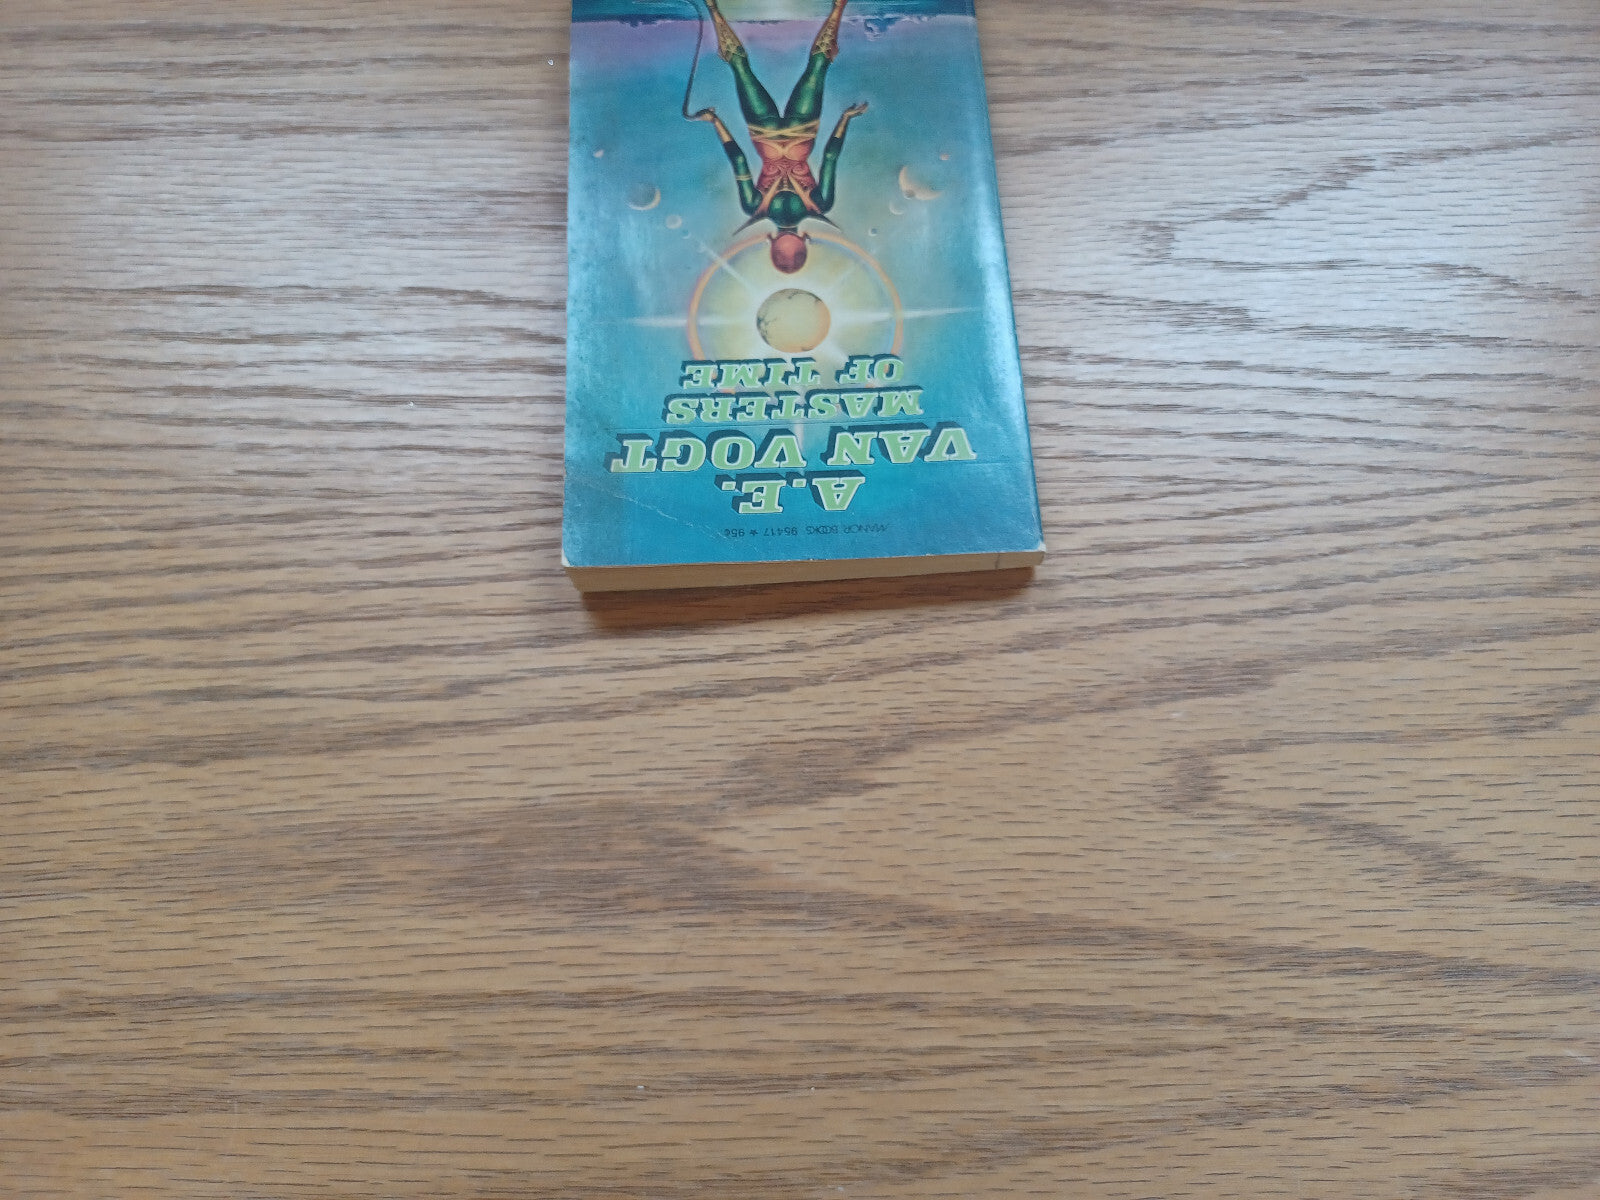 MANOR BOOKS 95417 ★ 95¢
A.E.
VAN VOGT
MASTERS
OF TIME